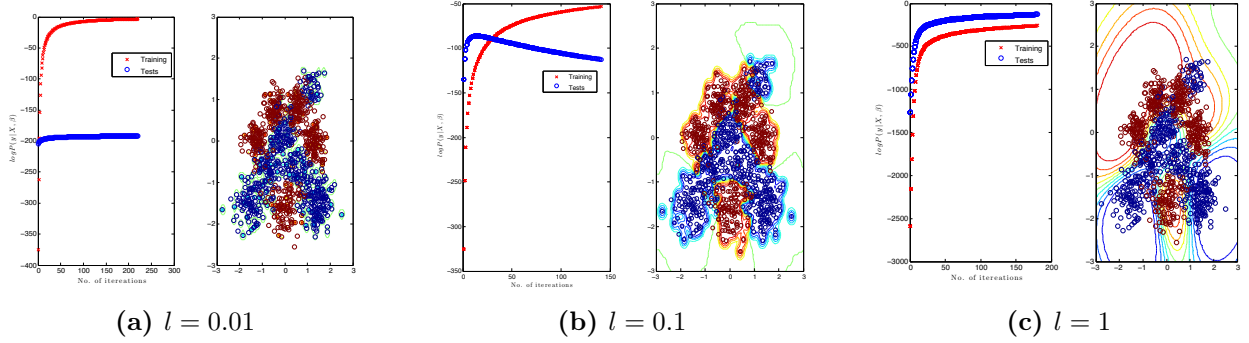 0
−50
−100
−150
−200
−250
−300
−350
−400
0 50 100 150 200 250 300
logP(y|X, β)
No. of itereations
Training
Tests
3
2
1
0
−1
−2
−3
−3 −2 −1 0 1 2 3
(a) l = 0.01
−50
−100
−150
−200
−250
−300
−350
0 50 100 150
logP(y|X, β)
No. of itereations
Training
Tests
3
2
1
0
−1
−2
−3
−3 −2 −1 0 1 2 3
(b) l = 0.1
0
−500
−1000
−1500
−2000
−2500
−3000
0 50 100 150 200
logP(y|X, β)
No. of itereations
Training
Tests
3
2
1
0
−1
−2
−3
−3 −2 −1 0 1 2 3
(c) l = 1